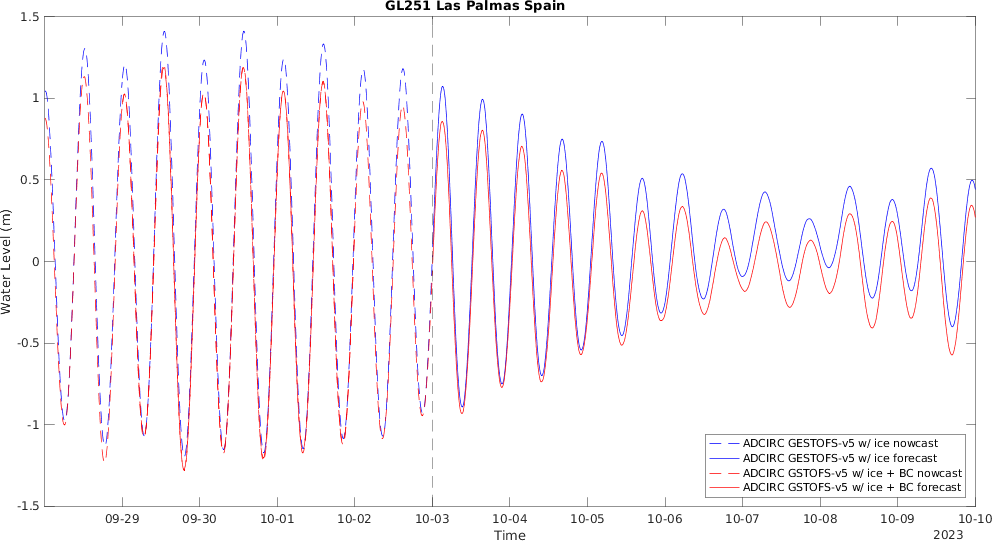 GL251 Las Palmas Spain
1.5
1
0.5
0
-0.5
-1
-1.5
Water Level (m)
ADCIRC GESTOFS-v5 w/ ice nowcast
ADCIRC GESTOFS-v5 w/ ice forecast
ADCIRC GSTOFS-v5 w/ ice + BC nowcast
ADCIRC GSTOFS-v5 w/ ice + BC forecast
09-29 09-30 10-01 10-02 10-03 10-04 10-05 10-06 10-07 10-08 10-09 10-10
Time
2023